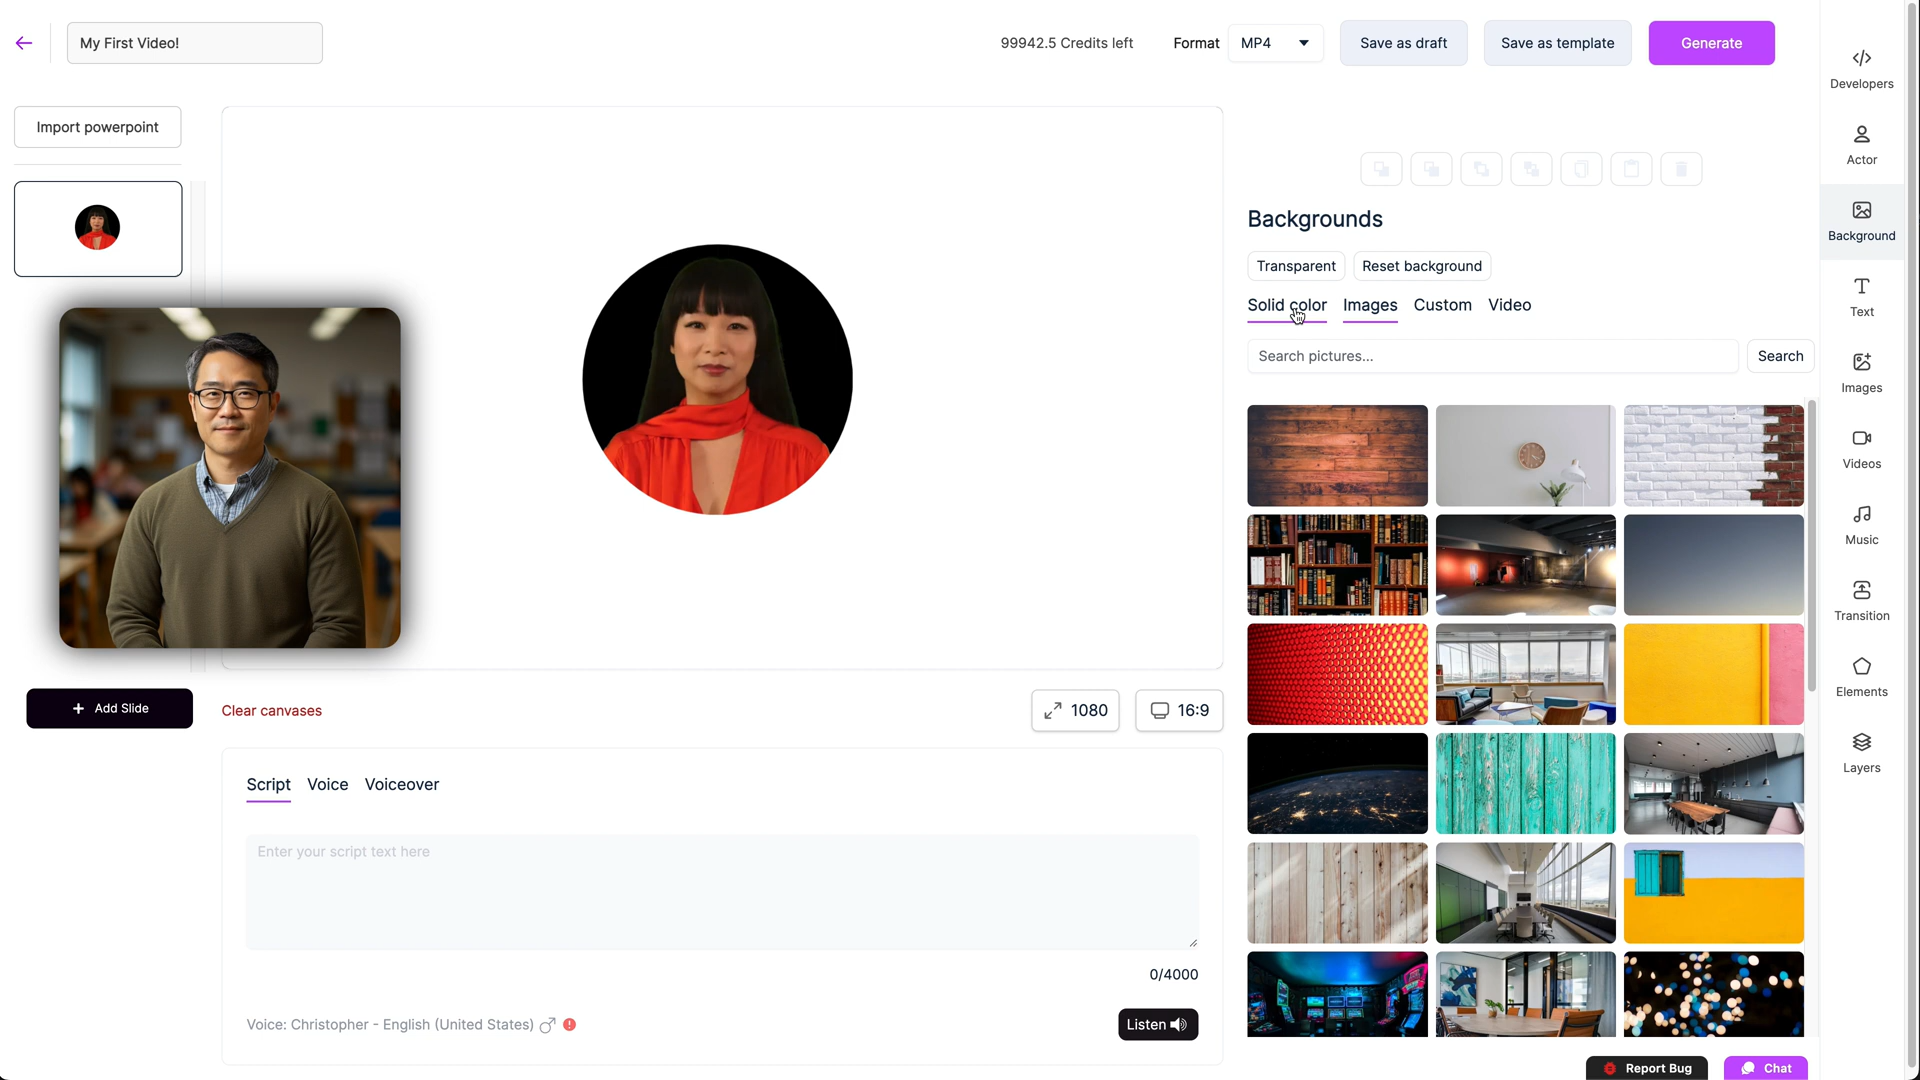 My First Video!
99942.5 Credits left
Format
MP4
Save as draft
Save as template
Generate
Developers
Import powerpoint
Actor
Backgrounds
Background
Transparent
Reset background
Solid color
Images
Custom
Video
Text
Search pictures...
Search
Images
Videos
Music
Transition
Elements
Layers
Add Slide
Clear canvases
1080
16:9
Script
Voice
Voiceover
Enter your script text here
0/4000
Voice: Christopher - English (United States)
Listen
Report Bug
Chat